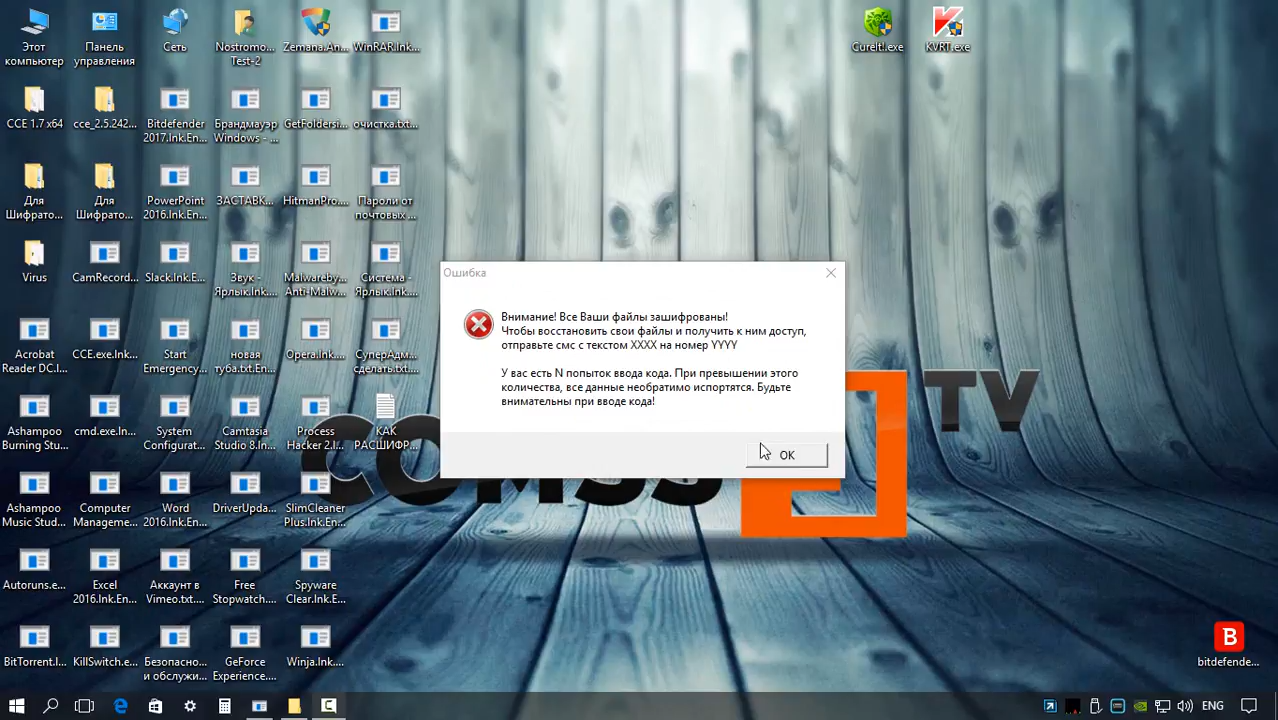 Этот
компьютер
Панель
управления
Сеть
Nostromo...
Test-2
Zemana.An...
WinRAR.lnk....
CureIt!.exe
KVRT.exe
CCE 1.7 x64
cce_2.5.242...
Bitdefender
2017.lnk.En...
Брандмауэр
Windows - ...
GetFoldersi...
очистка.txt...
Для
Шифрато...
Для
Шифрато...
PowerPoint
2016.lnk.En...
ЗАСТАВК...
HitmanPro....
Пароли от
почтовых ...
Virus
CamRecord...
Slack.lnk.E...
Звук -
Ярлык.lnk....
Malwareby...
Anti-Malw...
Система -
Ярлык.lnk....
Acrobat
Reader DC.l...
CCE.exe.ln...
Start
Emergency...
новая
туба.txt.En...
Opera.lnk....
СуперАдм...
сделать.txt...
Ashampoo
Burning Stu...
cmd.exe.ln...
System
Configurat...
Camtasia
Studio 8.ln...
Process
Hacker 2.l...
КАК
РАСШИФР...
Ashampoo
Music Stud...
Computer
Manageme...
Word
2016.lnk.En...
DriverUpda...
SlimCleaner
Plus.lnk.En...
Autoruns.e...
Excel
2016.lnk.En...
Аккаунт в
Vimeo.txt....
Free
Stopwatch....
Spyware
Clear.lnk.E...
BitTorrent.l...
KillSwitch.e...
Безопасно...
и обслужи...
GeForce
Experience....
Winja.lnk....
Ошибка
Внимание! Все Ваши файлы зашифрованы!
Чтобы восстановить свои файлы и получить к ним доступ,
отправьте смс с текстом XXXX на номер YYYY
У вас есть N попыток ввода кода. При превышении этого
количества, все данные необратимо испортятся. Будьте
внимательны при вводе кода!
OK
COMSS TV
bitdefende...
ENG